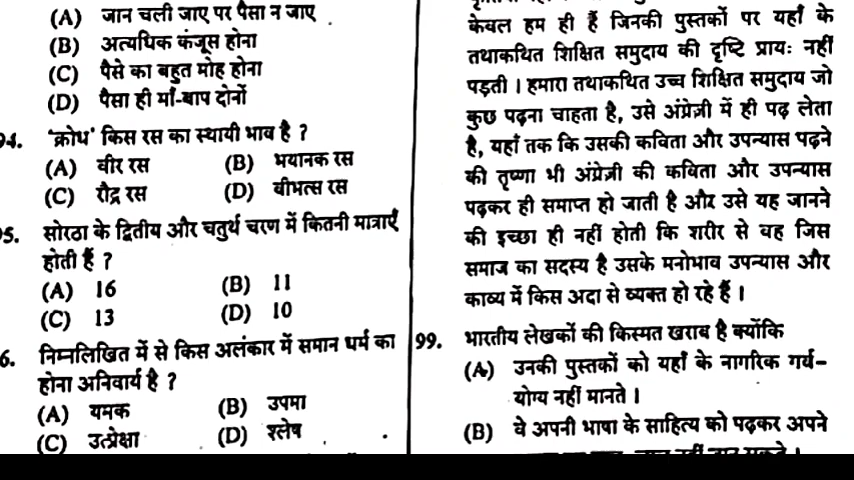 (A) जान चली जाए पर पैसा न जाए
(B) अत्यधिक कंजूस होना
(C) पैसे का बहुत मोह होना
(D) पैसा ही माँ-बाप दोनों
94. 'क्रोध' किस रस का स्थायी भाव है ?
(A) वीर रस (B) भयानक रस
(C) रौद्र रस (D) वीभत्स रस
5. सोरठा के द्वितीय और चतुर्थ चरण में कितनी मात्राएँ
होती हैं ?
(A) 16 (B) 11
(C) 13 (D) 10
6. निम्नलिखित में से किस अलंकार में समान धर्म का
होना अनिवार्य है ?
(A) यमक (B) उपमा
(C) उत्प्रेक्षा (D) श्लेष
केवल हम ही हैं जिनकी पुस्तकों पर यहाँ के
तथाकथित शिक्षित समुदाय की दृष्टि प्रायः नहीं
पड़ती । हमारा तथाकथित उच्च शिक्षित समुदाय जो
कुछ पढ़ना चाहता है, उसे अंग्रेज़ी में ही पढ़ लेता
है, यहाँ तक कि उसकी कविता और उपन्यास पढ़ने
की तृष्णा भी अंग्रेज़ी की कविता और उपन्यास
पढ़कर ही समाप्त हो जाती है और उसे यह जानने
की इच्छा ही नहीं होती कि शरीर से वह जिस
समाज का सदस्य है उसके मनोभाव उपन्यास और
काव्य में किस अदा से व्यक्त हो रहे हैं ।
99. भारतीय लेखकों की किस्मत खराब है क्योंकि
(A) उनकी पुस्तकों को यहाँ के नागरिक गर्व-
योग्य नहीं मानते ।
(B) वे अपनी भाषा के साहित्य को पढ़कर अपने